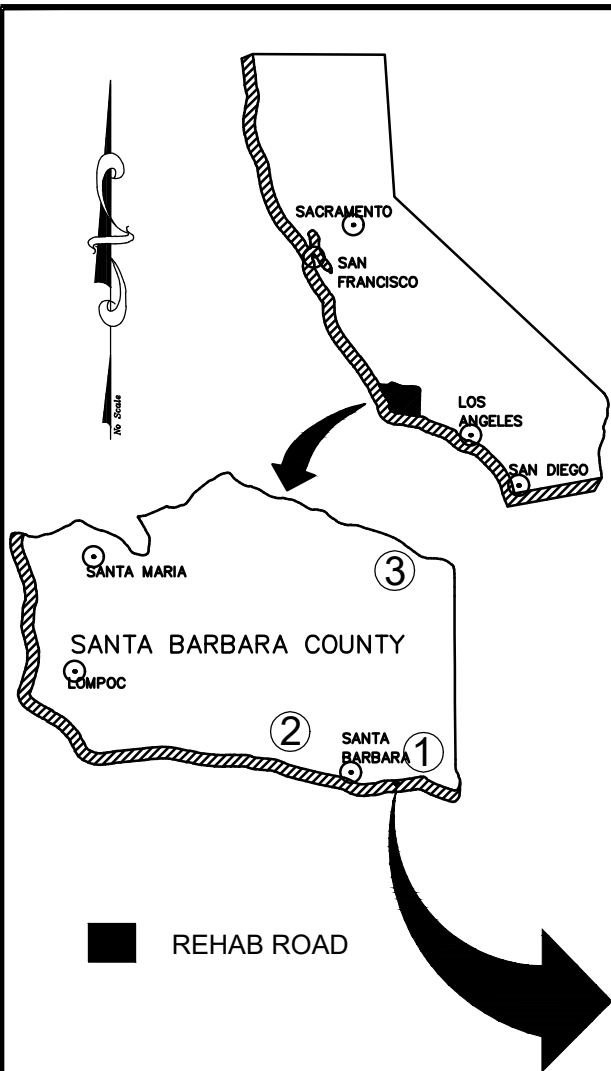 SACRAMENTO
SAN
FRANCISCO
LOS
ANGELES
SAN DIEGO
No Scale
SANTA MARIA
3
SANTA BARBARA COUNTY
LOMPOC
2
SANTA
BARBARA
1
REHAB ROAD